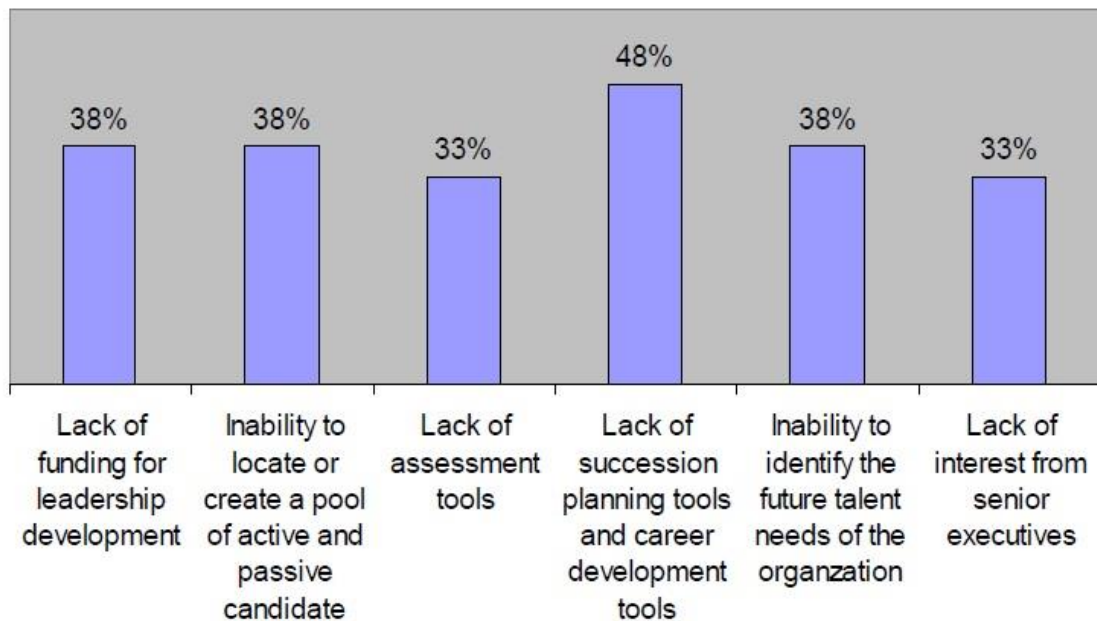 38%
38%
33%
48%
38%
33%
Lack of
funding for
leadership
development
Inability to
locate or
create a pool
of active and
passive
candidate
Lack of
assessment
tools
Lack of
succession
planning tools
and career
development
tools
Inability to
identify the
future talent
needs of the
organzation
Lack of
interest from
senior
executives